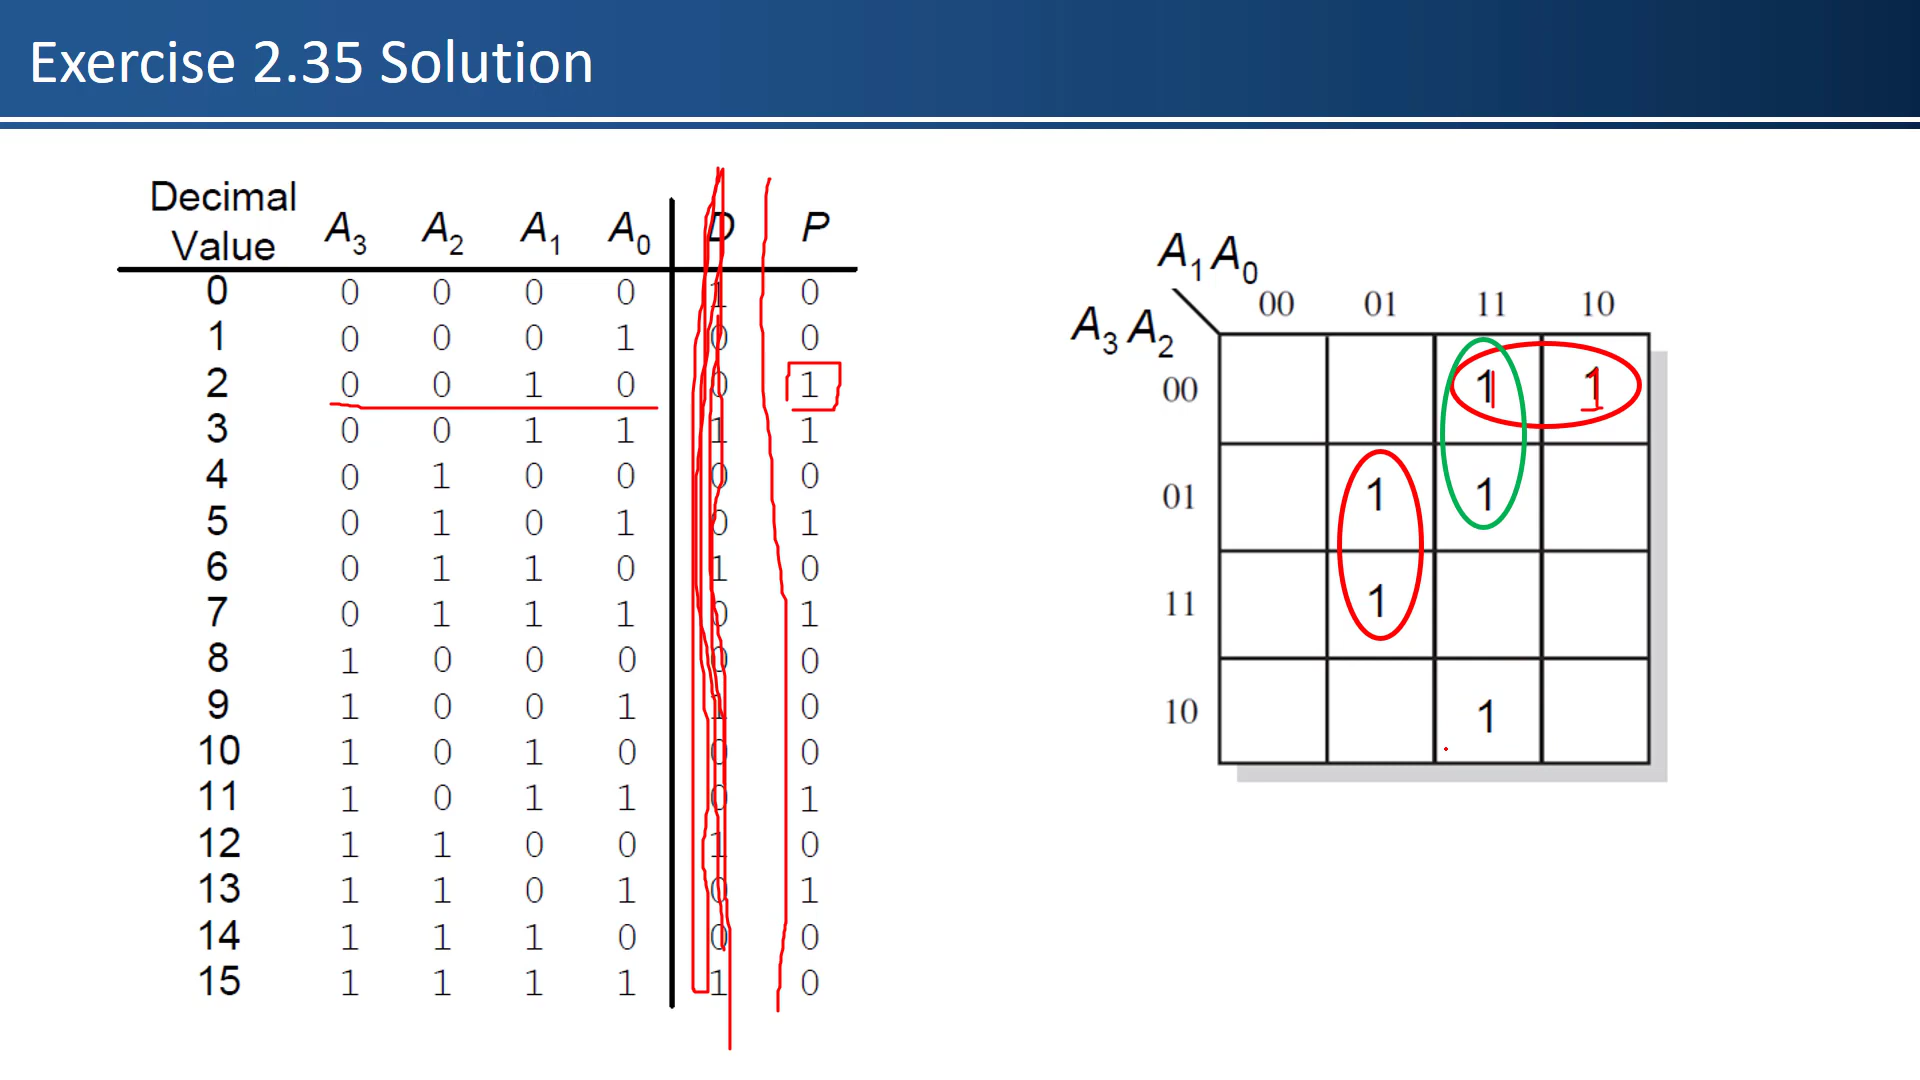 Exercise 2.35 Solution
Decimal
Value A3 A2 A1 A0 D P
0 0 0 0 0 1 0
1 0 0 0 1 0 0
2 0 0 1 0 0 1
3 0 0 1 1 1 1
4 0 1 0 0 0 0
5 0 1 0 1 0 1
6 0 1 1 0 1 0
7 0 1 1 1 0 1
8 1 0 0 0 0 0
9 1 0 0 1 1 0
10 1 0 1 0 0 0
11 1 0 1 1 0 1
12 1 1 0 0 1 0
13 1 1 0 1 0 1
14 1 1 1 0 0 0
15 1 1 1 1 1 0
A1 A0
00 01 11 10
A3 A2
00 1 1
01 1 1
11 1
10 1